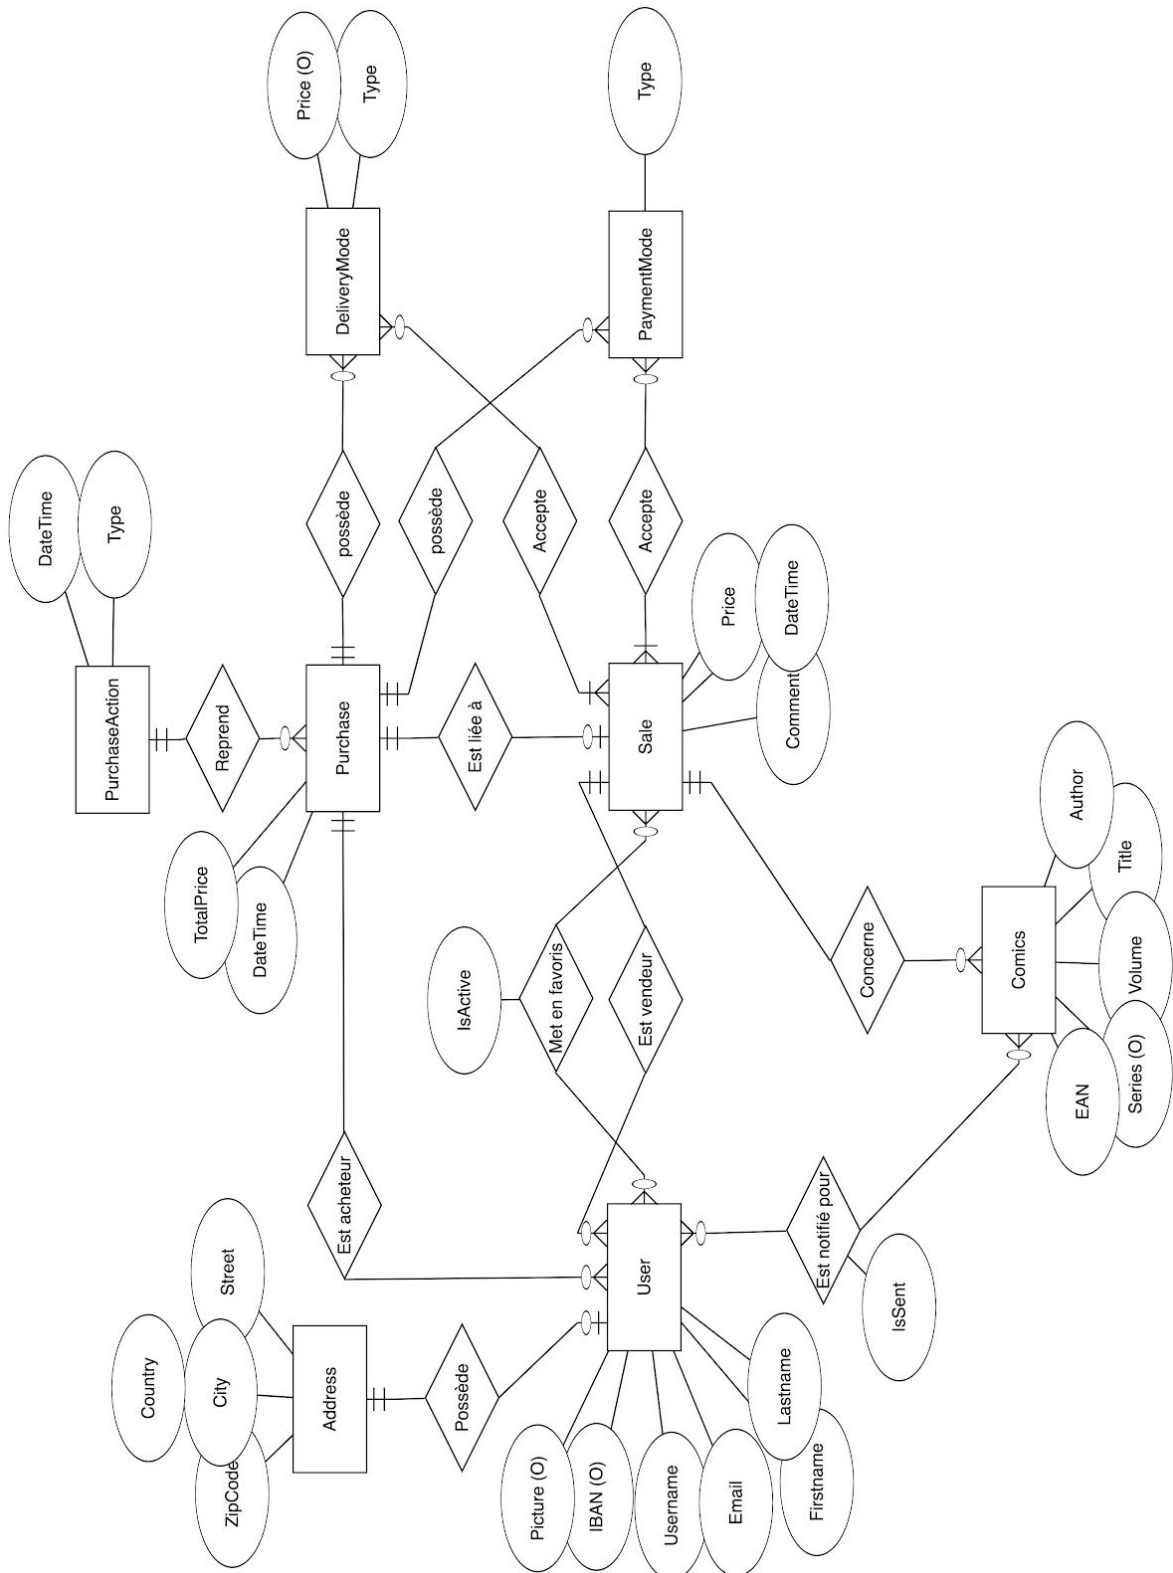 Country
City
ZipCode
Street
Address
Possède
Picture (O)
IBAN (O)
Username
Email
Firstname
Lastname
User
Est acheteur
IsActive
Met en favoris
Est vendeur
Est notifié pour
IsSent
TotalPrice
DateTime
PurchaseAction
DateTime
Type
Reprend
Purchase
Est liée à
Sale
Price
DateTime
Comment
Concerne
Comics
Author
Title
Volume
Series (O)
EAN
possède
possède
Accepte
Accepte
DeliveryMode
Price (O)
Type
PaymentMode
Type